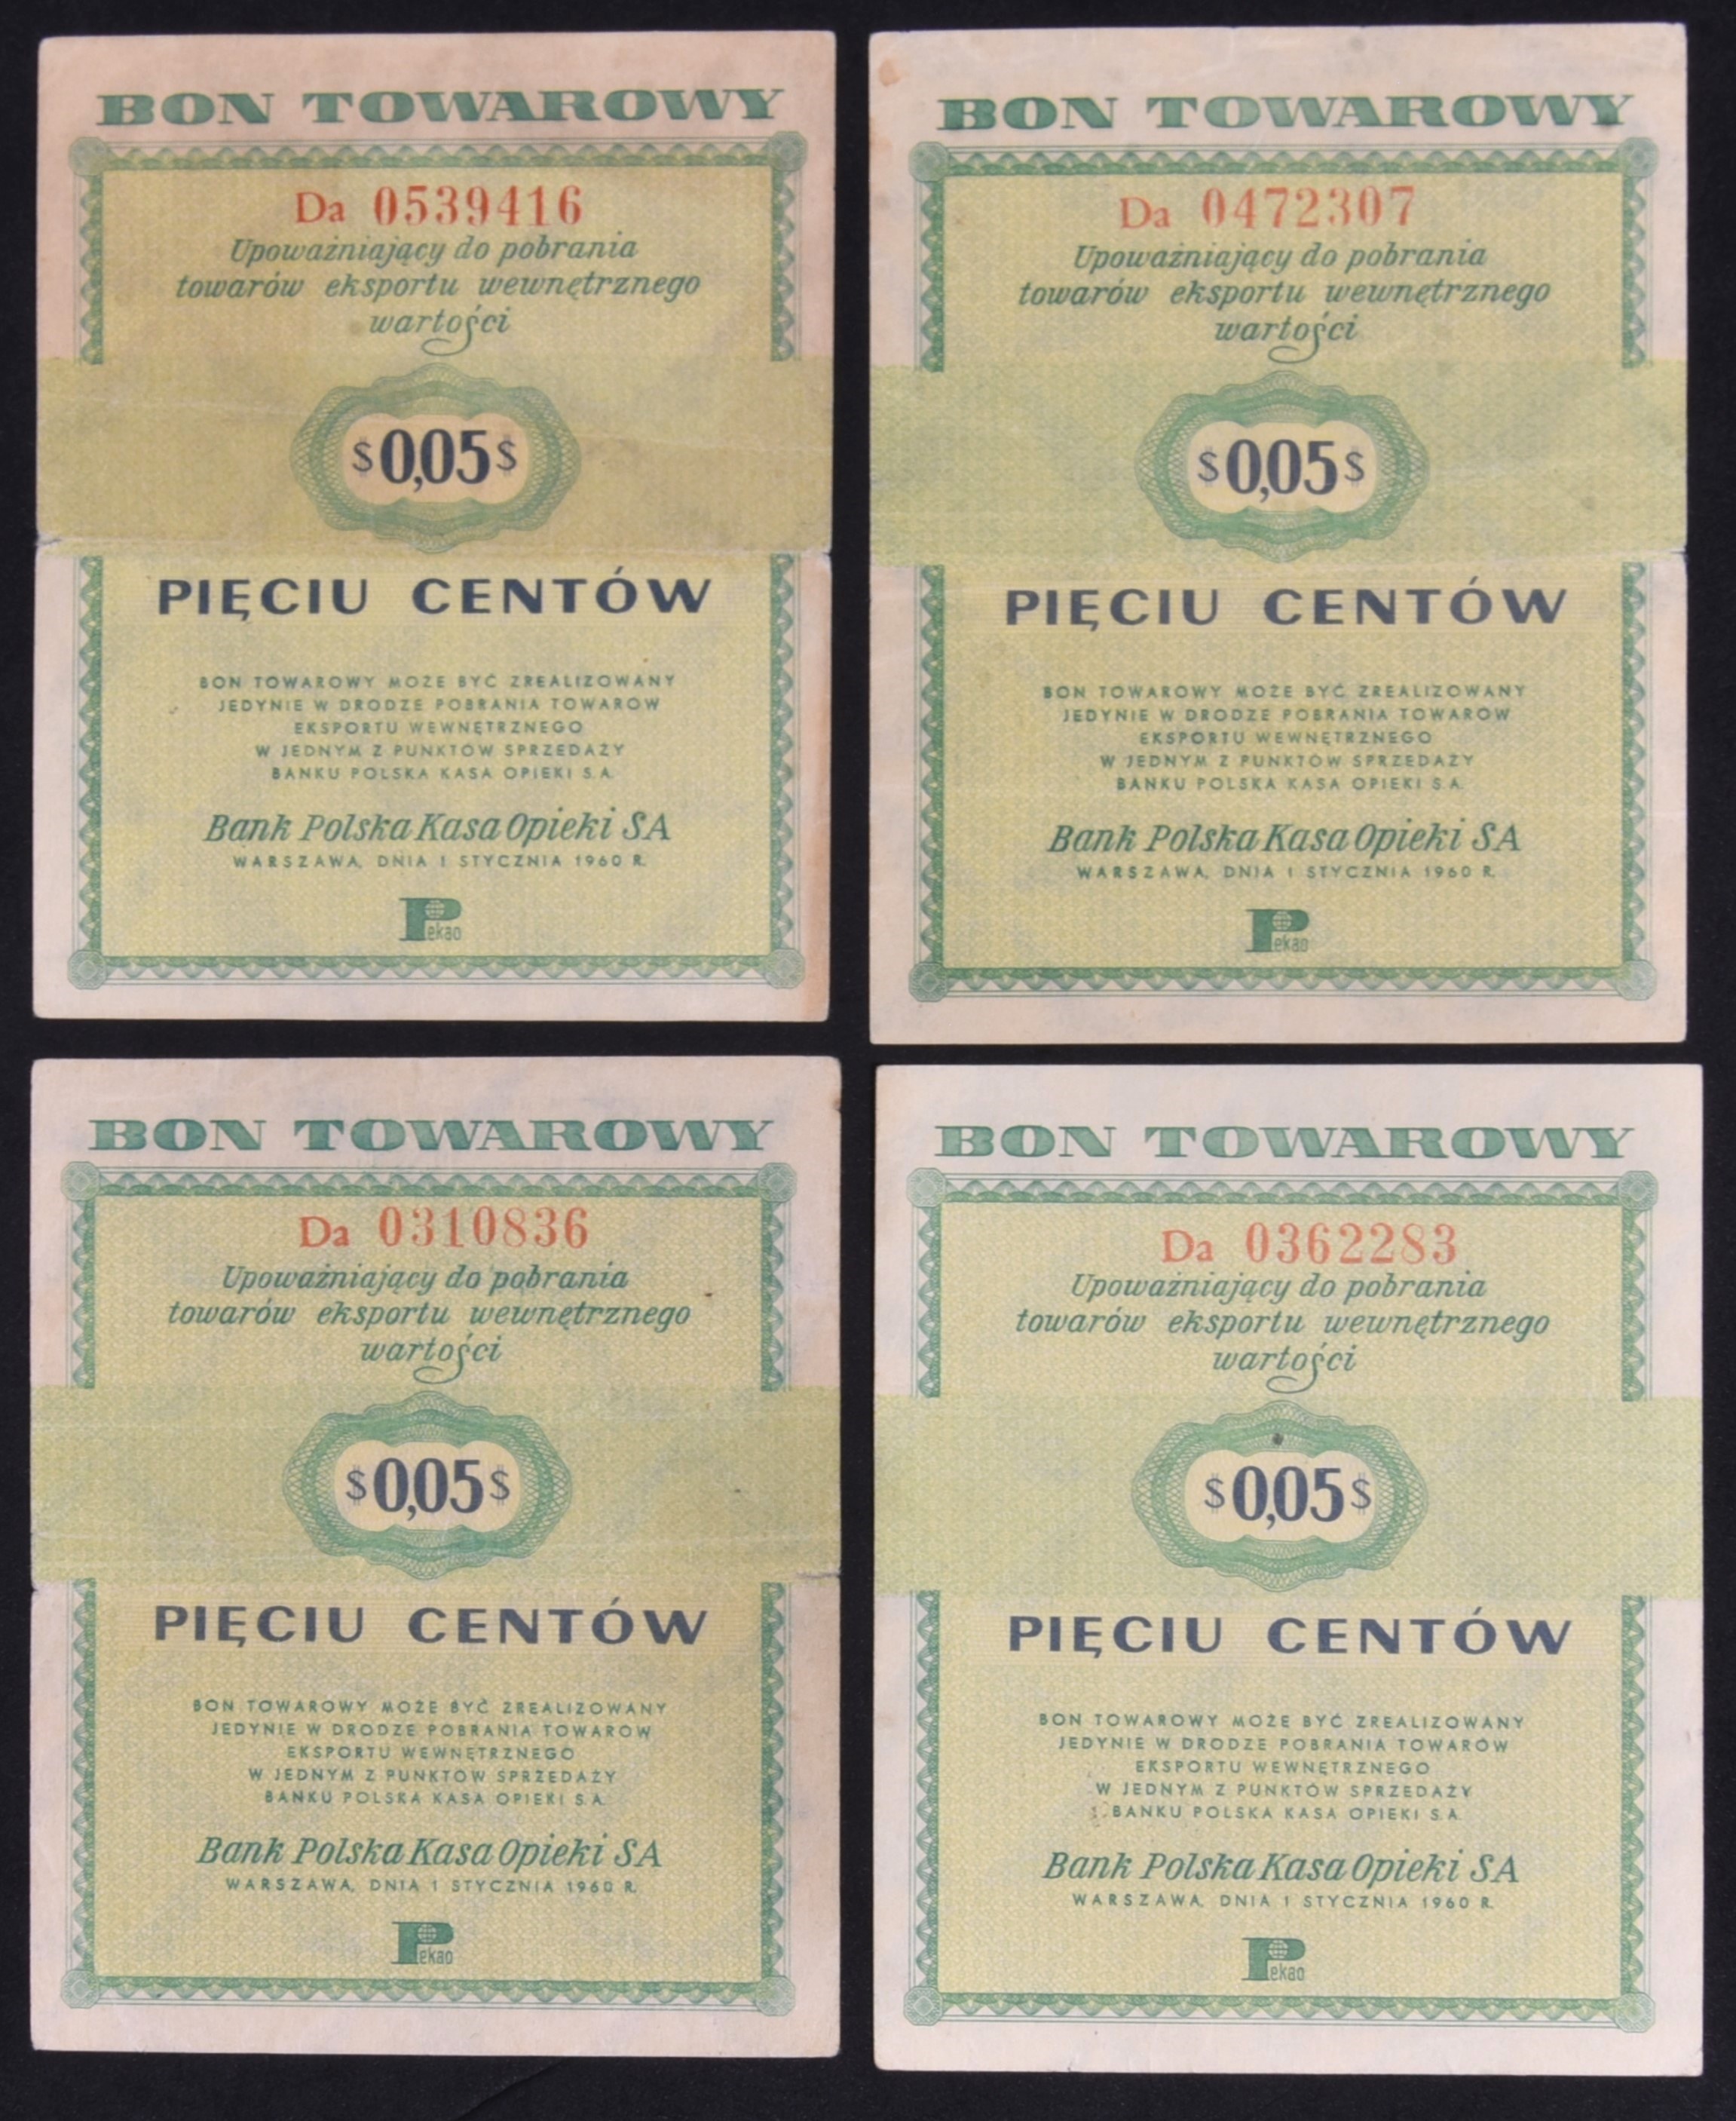 BON TOWAROWY
Da 0539416
Upoważniający do pobrania
towarów eksportu wewnętrznego
wartości
$0,05$
PIĘCIU CENTÓW
BON TOWAROWY MOŻE BYĆ ZREALIZOWANY
JEDYNIE W DRODZE POBRANIA TOWARÓW
EKSPORTU WEWNĘTRZNEGO
W JEDNYM Z PUNKTÓW SPRZEDAŻY
BANKU POLSKA KASA OPIEKI S.A.
Bank Polska Kasa Opieki SA
WARSZAWA, DNIA 1 STYCZNIA 1960 R.
Pekao
BON TOWAROWY
Da 0472307
Upoważniający do pobrania
towarów eksportu wewnętrznego
wartości
$0,05$
PIĘCIU CENTÓW
BON TOWAROWY MOŻE BYĆ ZREALIZOWANY
JEDYNIE W DRODZE POBRANIA TOWARÓW
EKSPORTU WEWNĘTRZNEGO
W JEDNYM Z PUNKTÓW SPRZEDAŻY
BANKU POLSKA KASA OPIEKI S.A.
Bank Polska Kasa Opieki SA
WARSZAWA, DNIA 1 STYCZNIA 1960 R.
Pekao
BON TOWAROWY
Da 0310836
Upoważniający do pobrania
towarów eksportu wewnętrznego
wartości
$0,05$
PIĘCIU CENTÓW
BON TOWAROWY MOŻE BYĆ ZREALIZOWANY
JEDYNIE W DRODZE POBRANIA TOWARÓW
EKSPORTU WEWNĘTRZNEGO
W JEDNYM Z PUNKTÓW SPRZEDAŻY
BANKU POLSKA KASA OPIEKI S.A.
Bank Polska Kasa Opieki SA
WARSZAWA, DNIA 1 STYCZNIA 1960 R.
Pekao
BON TOWAROWY
Da 0362283
Upoważniający do pobrania
towarów eksportu wewnętrznego
wartości
$0,05$
PIĘCIU CENTÓW
BON TOWAROWY MOŻE BYĆ ZREALIZOWANY
JEDYNIE W DRODZE POBRANIA TOWARÓW
EKSPORTU WEWNĘTRZNEGO
W JEDNYM Z PUNKTÓW SPRZEDAŻY
BANKU POLSKA KASA OPIEKI S.A.
Bank Polska Kasa Opieki SA
WARSZAWA, DNIA 1 STYCZNIA 1960 R.
Pekao